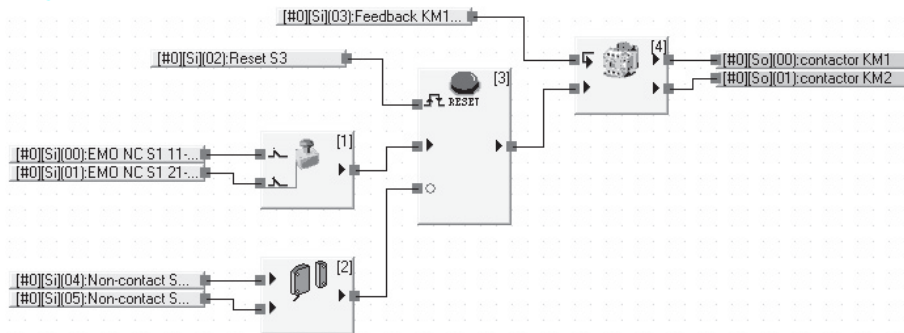 [#0][Si](03):Feedback KM1...
[4]
[#0][So](00):contactor KM1
[#0][So](01):contactor KM2
[#0][Si](02):Reset S3
[3]
RESET
[#0][Si](00):EMO NC S1 11-...
[#0][Si](01):EMO NC S1 21-...
[1]
[#0][Si](04):Non-contact S...
[#0][Si](05):Non-contact S...
[2]